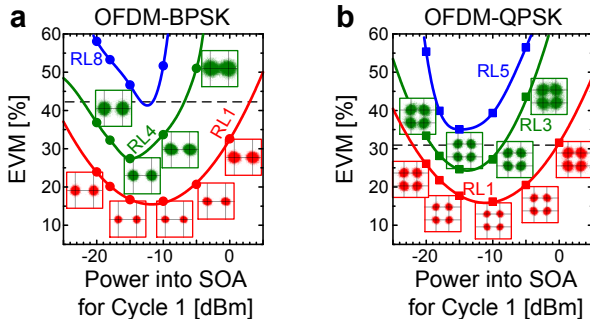 a OFDM-BPSK
60
50
40
30
20
10
EVM [%]
RL8
RL4
RL1
-20 -10 0
Power into SOA
for Cycle 1 [dBm]
b OFDM-QPSK
60
50
40
30
20
10
EVM [%]
RL5
RL3
RL1
-20 -10 0
Power into SOA
for Cycle 1 [dBm]